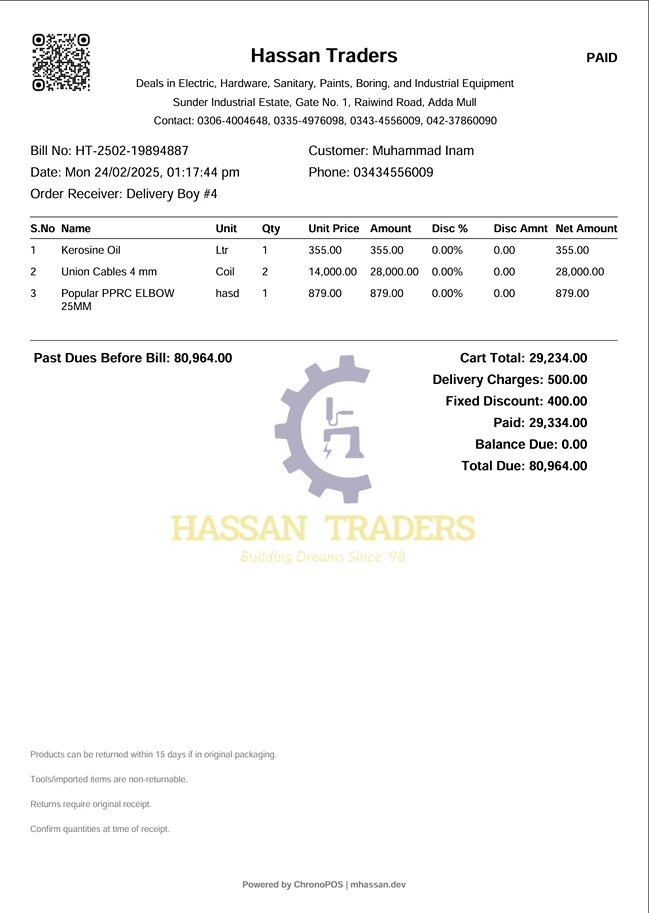 Hassan Traders
PAID
Deals in Electric, Hardware, Sanitary, Paints, Boring, and Industrial Equipment
Sunder Industrial Estate, Gate No. 1, Raiwind Road, Adda Mull
Contact: 0306-4004648, 0335-4976098, 0343-4556009, 042-37860090
Bill No: HT-2502-19894887 Customer: Muhammad Inam
Date: Mon 24/02/2025, 01:17:44 pm Phone: 03434556009
Order Receiver: Delivery Boy #4
S.No Name Unit Qty Unit Price Amount Disc % Disc Amnt Net Amount
1 Kerosine Oil Ltr 1 355.00 355.00 0.00% 0.00 355.00
2 Union Cables 4 mm Coil 2 14,000.00 28,000.00 0.00% 0.00 28,000.00
3 Popular PPRC ELBOW hasd 1 879.00 879.00 0.00% 0.00 879.00
25MM
Past Dues Before Bill: 80,964.00 Cart Total: 29,234.00
Delivery Charges: 500.00
Fixed Discount: 400.00
Paid: 29,334.00
Balance Due: 0.00
Total Due: 80,964.00
HASSAN TRADERS
Building Dreams Since '98
Products can be returned within 15 days if in original packaging.
Tools/imported items are non-returnable.
Returns require original receipt.
Confirm quantities at time of receipt.
Powered by ChronoPOS | mhassan.dev